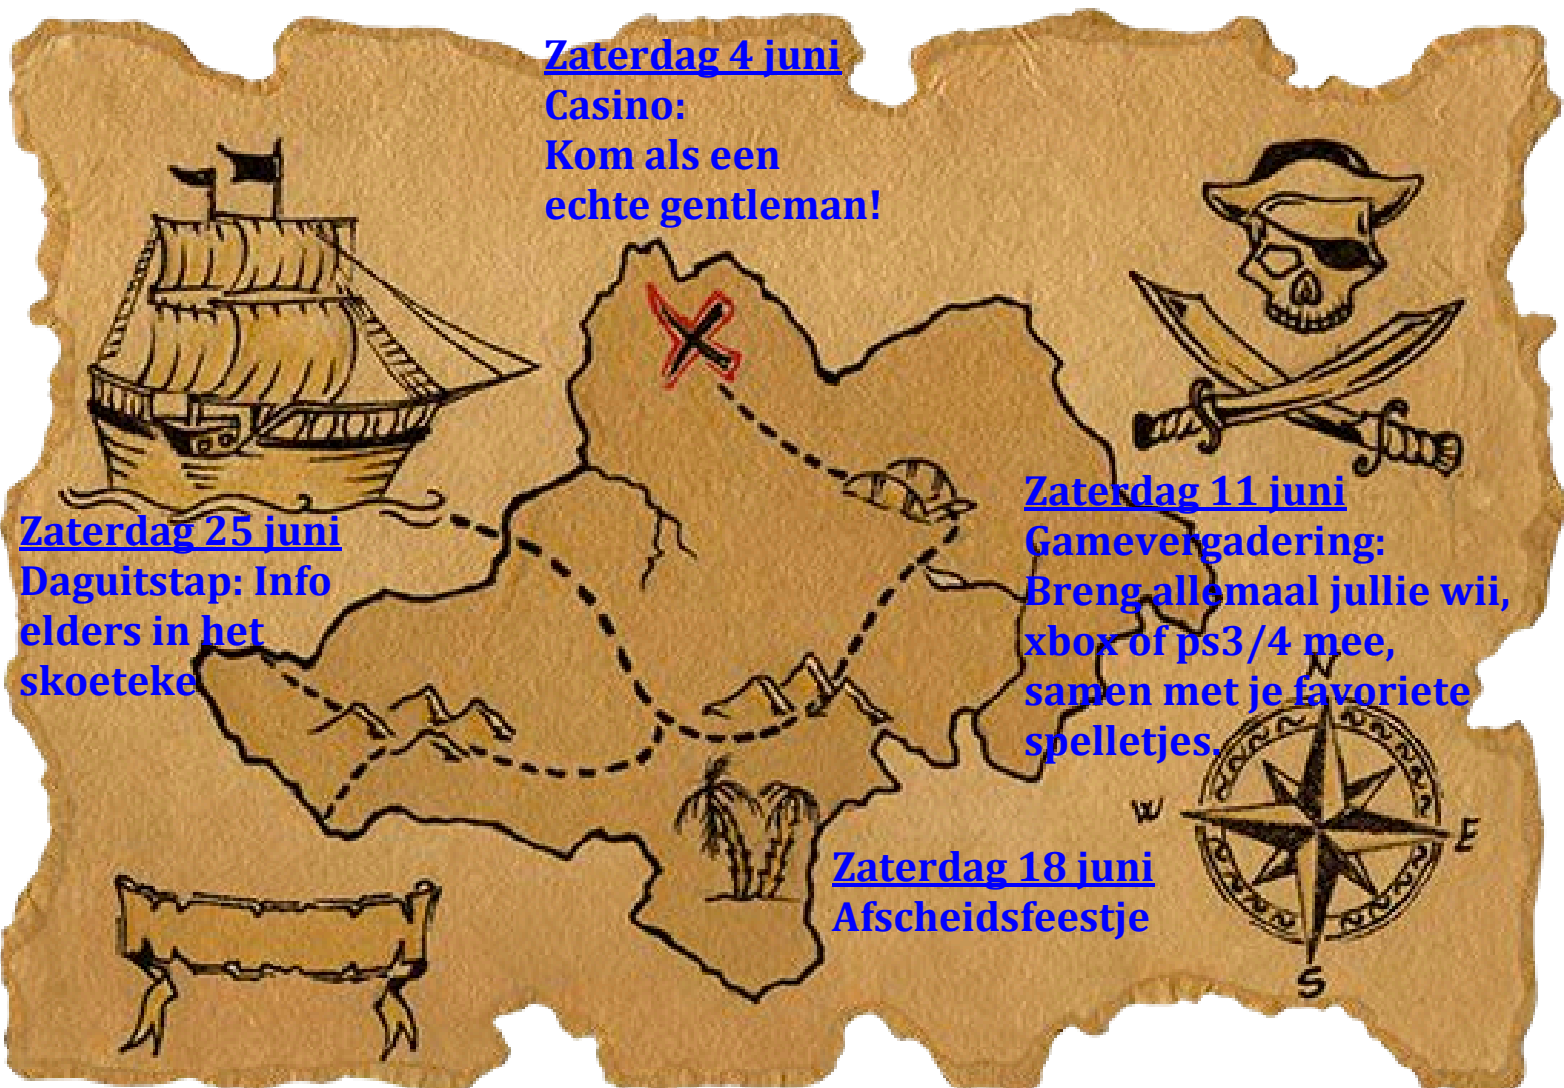 Zaterdag 4 juni
Casino:
Kom als een
echte gentleman!
Zaterdag 11 juni
Gamevergadering:
Breng allemaal jullie wii,
xbox of ps3/4 mee,
samen met je favoriete
spelletjes.
Zaterdag 25 juni
Daguitstap: Info
elders in het
skoeteke
Zaterdag 18 juni
Afscheidsfeestje
N
W
E
S